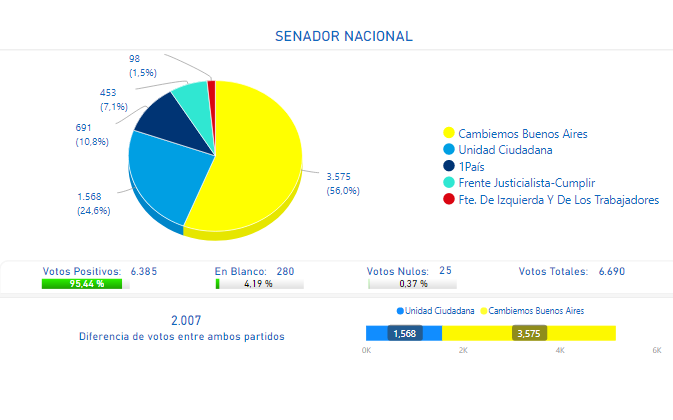 SENADOR NACIONAL
98
(1,5%)
453
(7,1%)
691
(10,8%)
1.568
(24,6%)
3.575
(56,0%)
Cambiemos Buenos Aires
Unidad Ciudadana
1País
Frente Justicialista-Cumplir
Fte. De Izquierda Y De Los Trabajadores
Votos Positivos: 6.385
95,44 %
En Blanco: 280
4,19 %
Votos Nulos: 25
0,37 %
Votos Totales: 6.690
2.007
Diferencia de votos entre ambos partidos
Unidad Ciudadana Cambiemos Buenos Aires
1,568 3,575
0K 2K 4K 6K